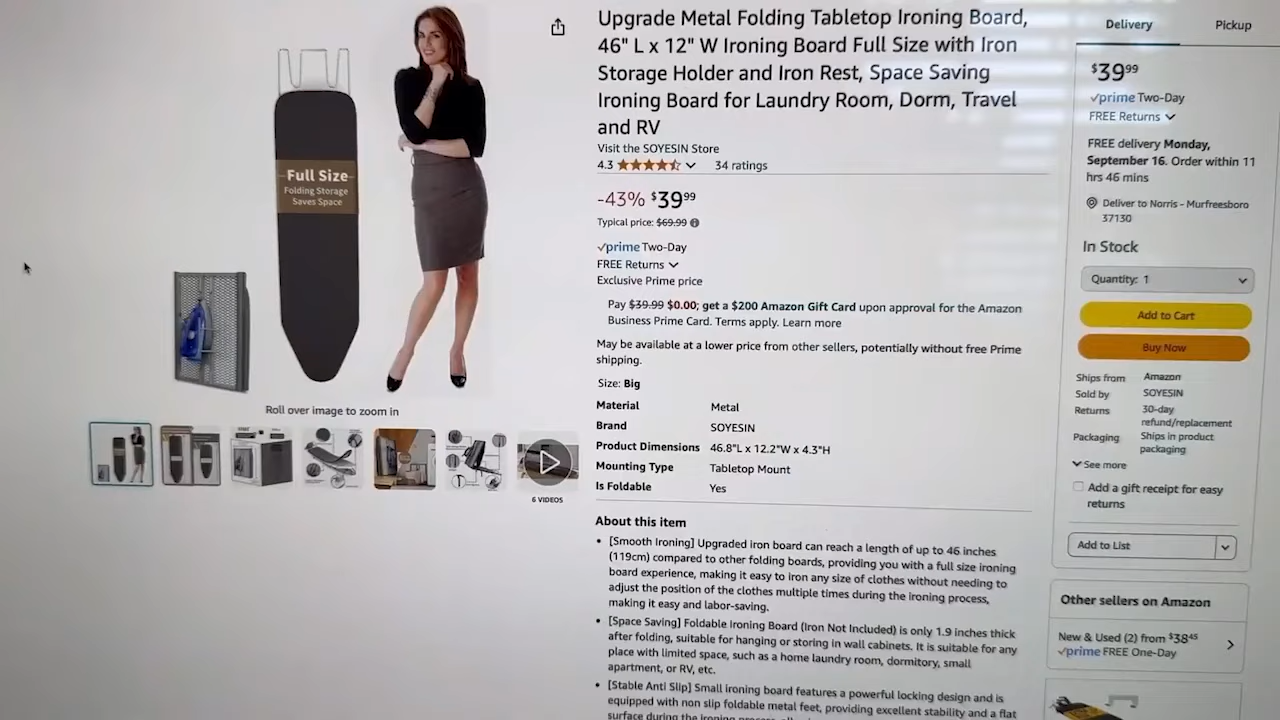 Full Size
Folding Storage
Saves Space
Roll over image to zoom in
6 VIDEOS
Upgrade Metal Folding Tabletop Ironing Board,
46" L x 12" W Ironing Board Full Size with Iron
Storage Holder and Iron Rest, Space Saving
Ironing Board for Laundry Room, Dorm, Travel
and RV
Visit the SOYESIN Store
4.3 34 ratings
-43% $39.99
Typical price: $69.99
prime Two-Day
FREE Returns
Exclusive Prime price
Pay $39.99 $0.00; get a $200 Amazon Gift Card upon approval for the Amazon
Business Prime Card. Terms apply. Learn more
May be available at a lower price from other sellers, potentially without free Prime
shipping.
Size: Big
Material Metal
Brand SOYESIN
Product Dimensions 46.8"L x 12.2"W x 4.3"H
Mounting Type Tabletop Mount
Is Foldable Yes
About this item
• [Smooth Ironing] Upgraded iron board can reach a length of up to 46 inches
(119cm) compared to other folding boards, providing you with a full size ironing
board experience, making it easy to iron any size of clothes without needing to
adjust the position of the clothes multiple times during the ironing process,
making it easy and labor-saving.
• [Space Saving] Foldable Ironing Board (Iron Not Included) is only 1.9 inches thick
after folding, suitable for hanging or storing in wall cabinets. It is suitable for any
place with limited space, such as a home laundry room, dormitory, small
apartment, or RV, etc.
• [Stable Anti Slip] Small ironing board features a powerful locking design and is
equipped with non slip foldable metal feet, providing excellent stability and a flat
surface during the ironing
Delivery Pickup
$39.99
prime Two-Day
FREE Returns
FREE delivery Monday,
September 16. Order within 11
hrs 46 mins
Deliver to Norris - Murfreesboro
37130
In Stock
Quantity: 1
Add to Cart
Buy Now
Ships from Amazon
Sold by SOYESIN
Returns 30-day
refund/replacement
Packaging Ships in product
packaging
See more
Add a gift receipt for easy
returns
Add to List
Other sellers on Amazon
New & Used (2) from $38.45
prime FREE One-Day